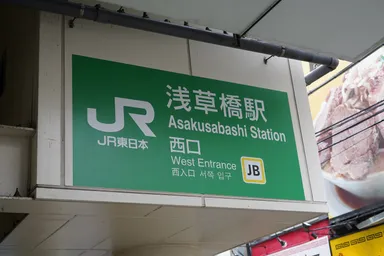 JR
JR東日本
浅草橋駅
Asakusabashi Station
西口
West Entrance
西入口 서쪽 입구
JB